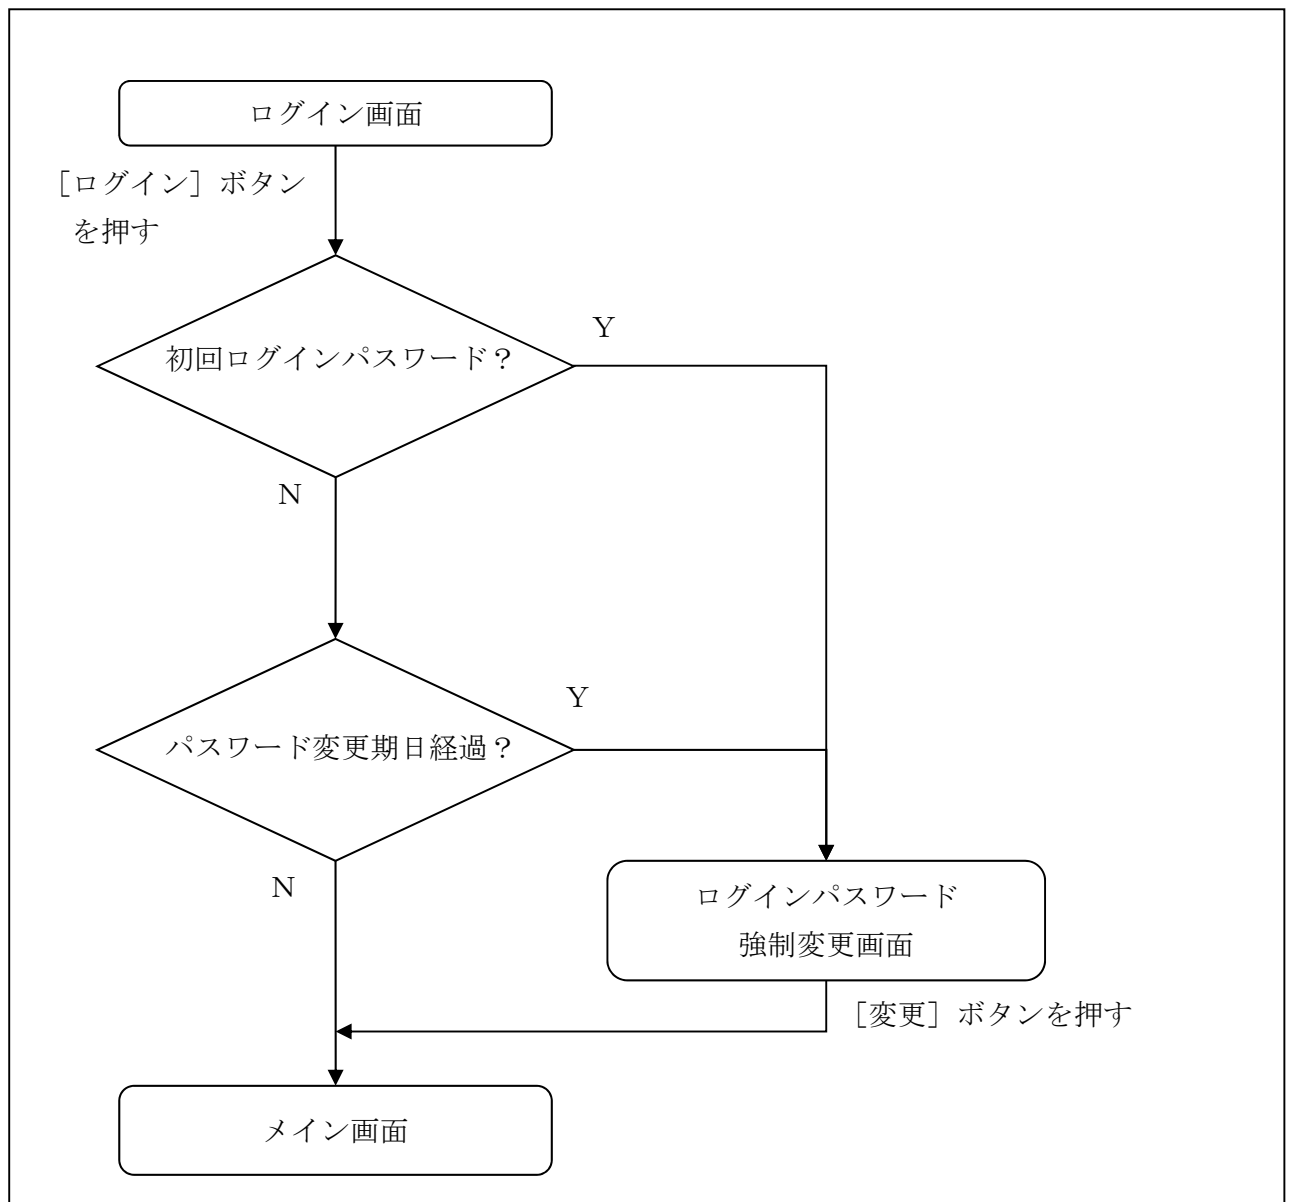 ログイン画面
［ログイン］ボタン
を押す
Ｙ
初回ログインパスワード？
Ｎ
Ｙ
パスワード変更期日経過？
Ｎ
ログインパスワード
強制変更画面
［変更］ボタンを押す
メイン画面